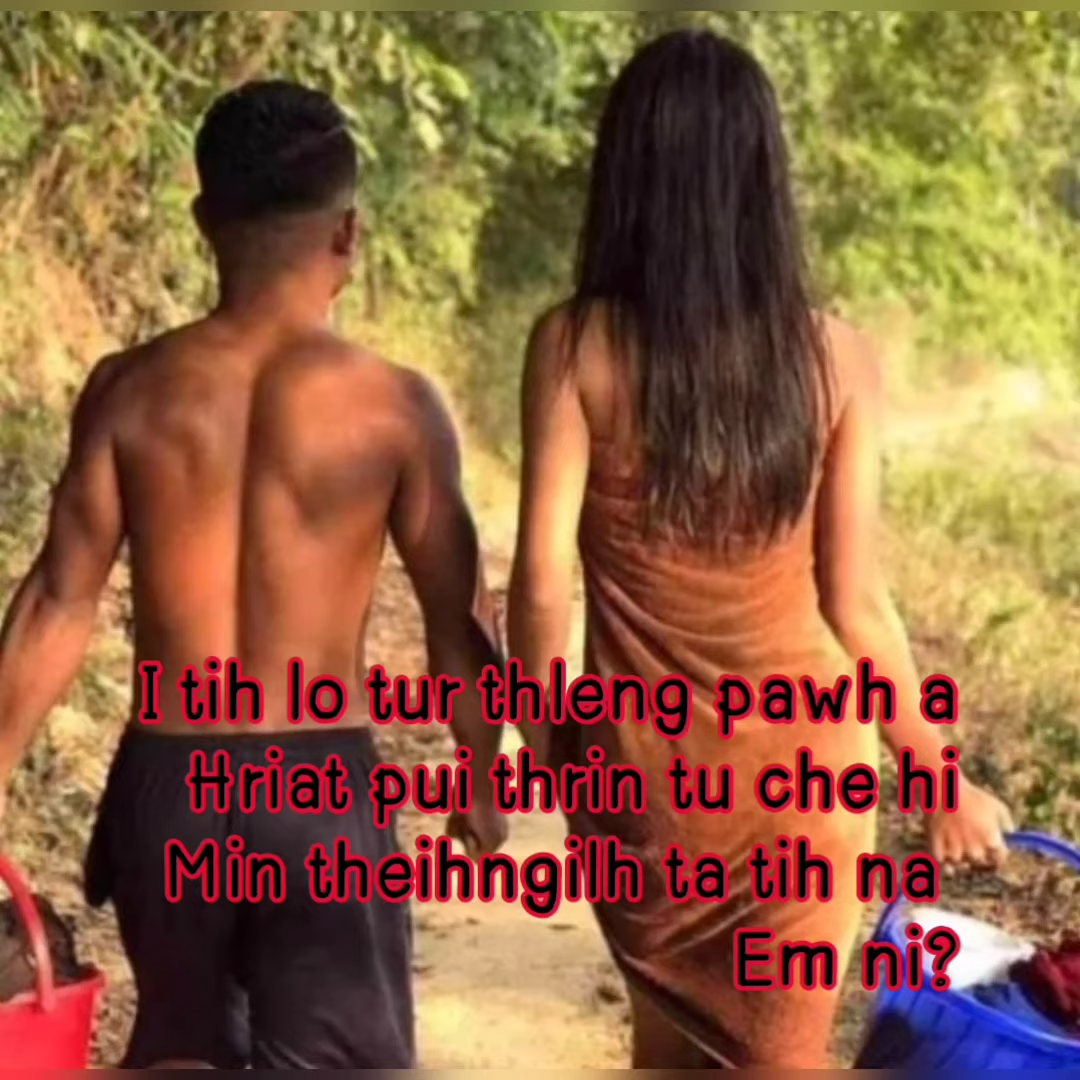 I tih lo tur thleng pawh a
Hriat pui thrin tu che hi
Min theihngilh ta tih na
Em ni?